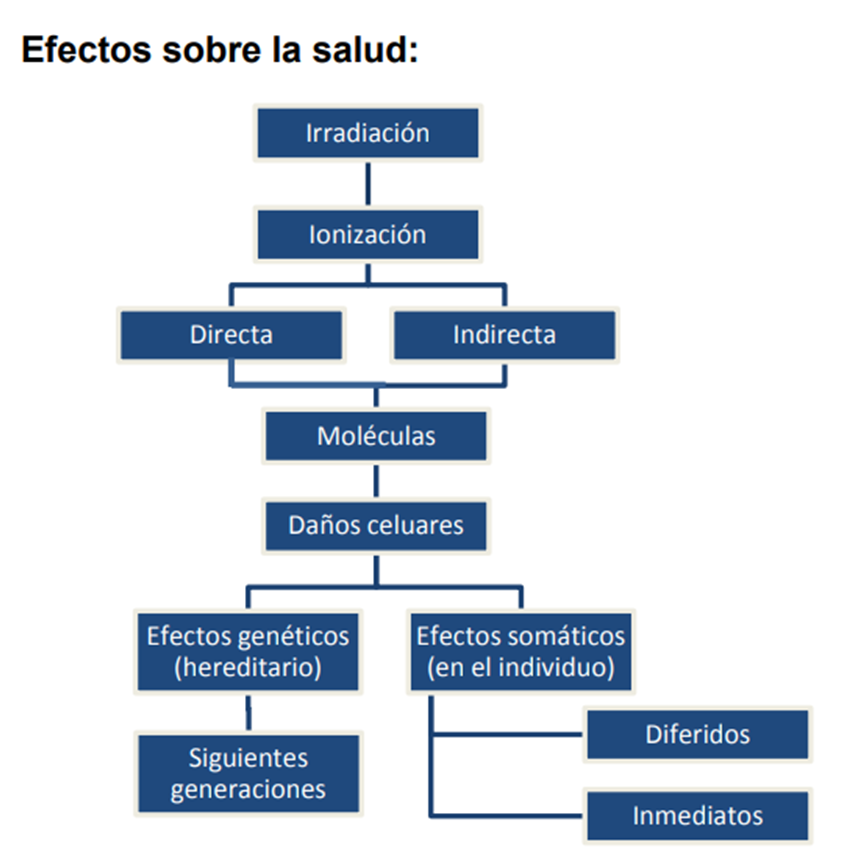 Efectos sobre la salud:
Irradiación
Ionización
Directa
Indirecta
Moléculas
Daños celuares
Efectos genéticos
(hereditario)
Efectos somáticos
(en el individuo)
Siguientes
generaciones
Diferidos
Inmediatos